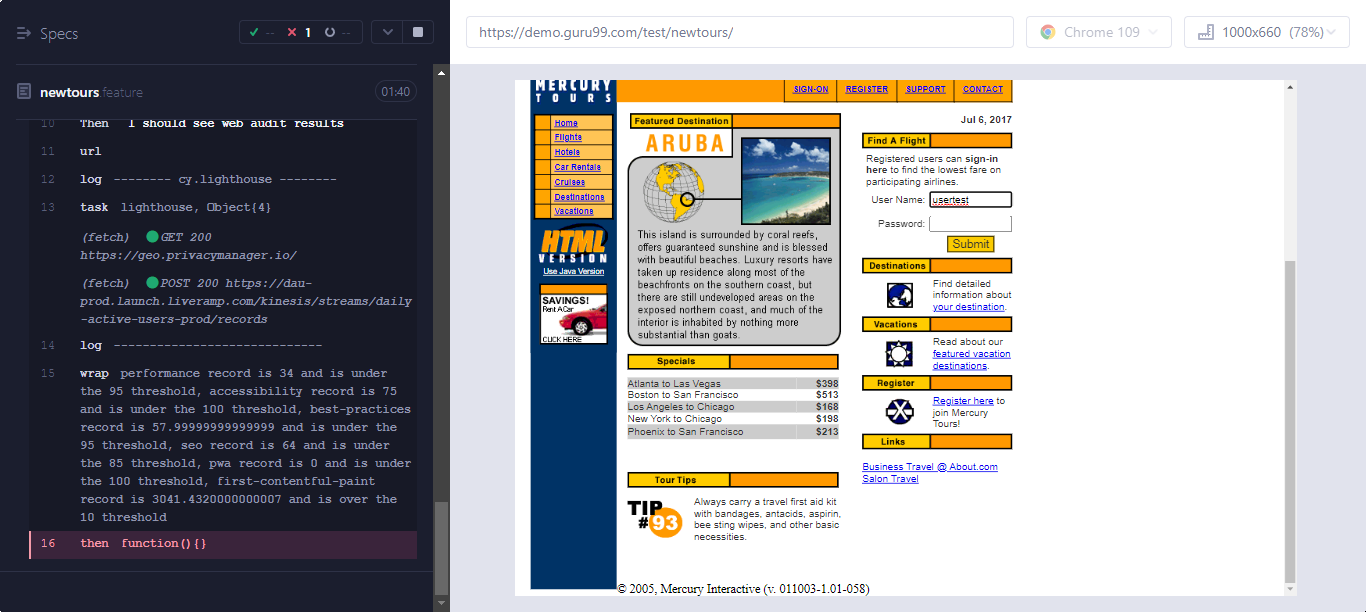 Specs
-- 1 --
https://demo.guru99.com/test/newtours/
Chrome 109
1000x660 (78%)
newtours feature
01:40
10 Then I should see web audit results
11 url
12 log -------- cy.lighthouse --------
13 task lighthouse, Object{4}
(fetch) GET 200
https://geo.privacymanager.io/
(fetch) POST 200 https://dau-
prod.launch.liveramp.com/kinesis/streams/daily
-active-users-prod/records
14 log -----------------------------
15 wrap performance record is 34 and is under
the 95 threshold, accessibility record is 75
and is under the 100 threshold, best-practices
record is 57.99999999999999 and is under the
95 threshold, seo record is 64 and is under
the 85 threshold, pwa record is 0 and is under
the 100 threshold, first-contentful-paint
record is 3041.4320000000007 and is over the
10 threshold
16 then function(){}
MERCURY
TOURS
SIGN-ON REGISTER SUPPORT CONTACT
Home
Flights
Hotels
Car Rentals
Cruises
Destinations
Vacations
HTML
VERSION
Use Java Version
SAVINGS!
Rent A Car
CLICK HERE
Featured Destination
ARUBA
This island is surrounded by coral reefs,
offers guaranteed sunshine and is blessed
with beautiful beaches. Luxury resorts have
taken up residence along most of the
beachfronts on the southern coast, but
there are still undeveloped areas on the
exposed northern coast, and much of the
interior is inhabited by nothing more
substantial than goats.
Specials
Atlanta to Las Vegas $398
Boston to San Francisco $513
Los Angeles to Chicago $168
New York to Chicago $198
Phoenix to San Francisco $213
Tour Tips
TIP
#93
Always carry a travel first aid kit
with bandages, antacids, aspirin,
bee sting wipes, and other basic
necessities.
Jul 6, 2017
Find A Flight
Registered users can sign-in
here to find the lowest fare on
participating airlines.
User Name: usertest
Password:
Submit
Destinations
Find detailed
information about
your destination.
Vacations
Read about our
featured vacation
destinations.
Register
Register here to
join Mercury
Tours!
Links
Business Travel @ About.com
Salon Travel
© 2005, Mercury Interactive (v. 011003-1.01-058)